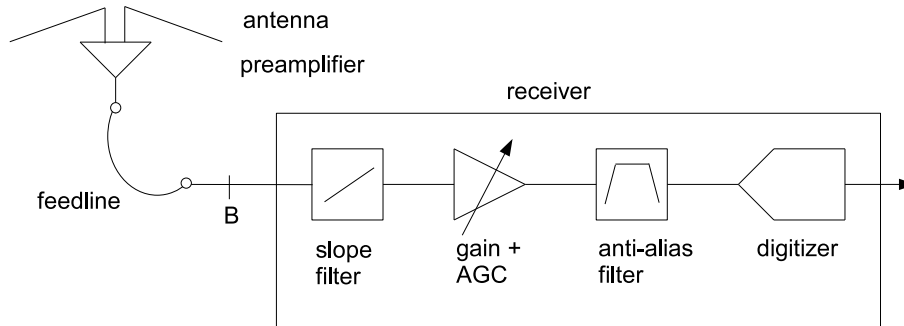 antenna
preamplifier
receiver
feedline
B
slope
filter
gain +
AGC
anti-alias
filter
digitizer